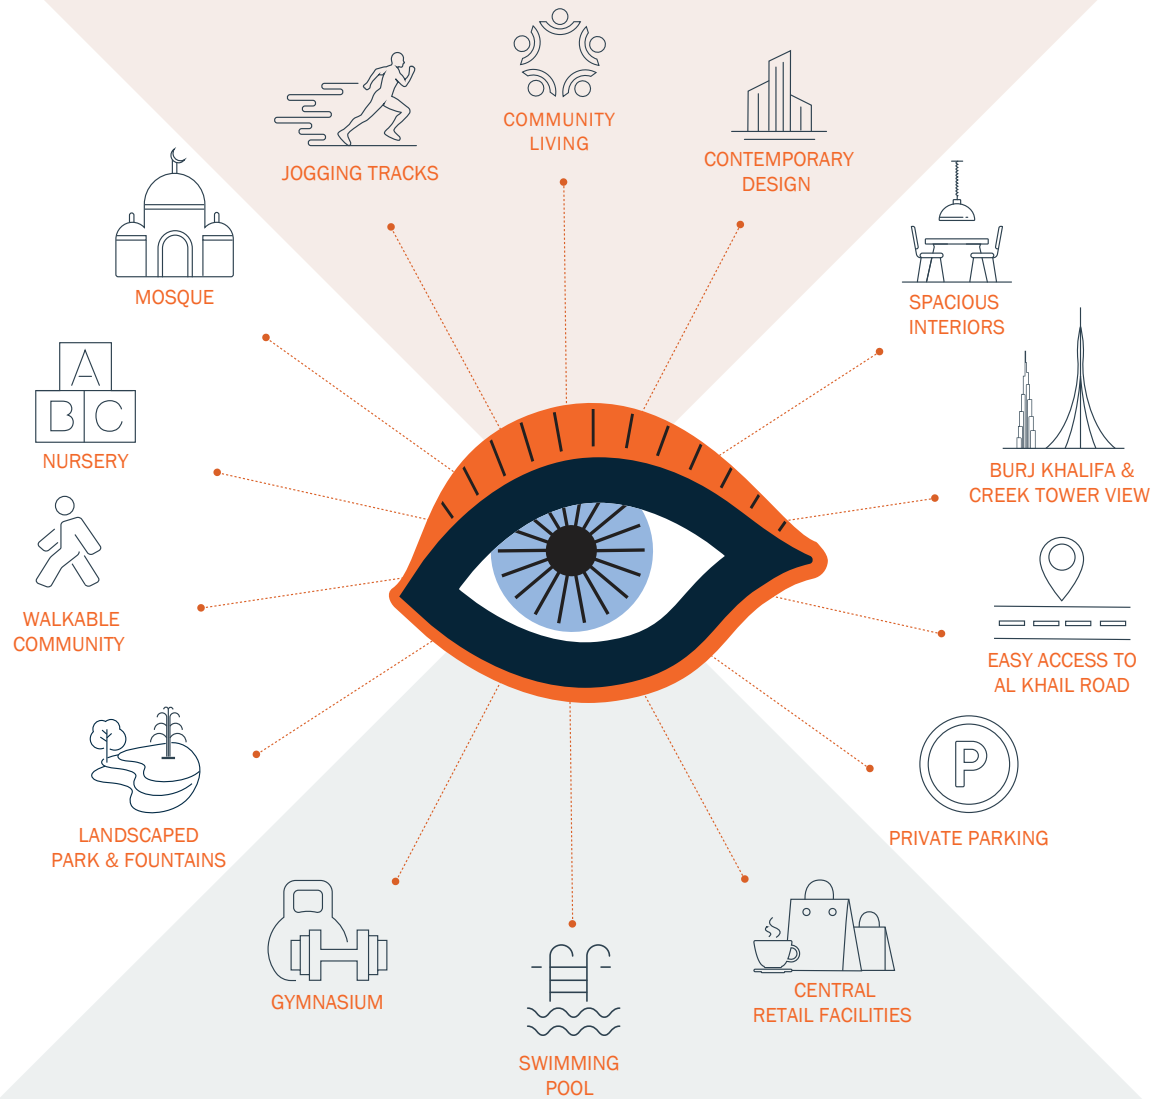 COMMUNITY
LIVING
JOGGING TRACKS
CONTEMPORARY
DESIGN
MOSQUE
SPACIOUS
INTERIORS
A
B C
NURSERY
BURJ KHALIFA &
CREEK TOWER VIEW
WALKABLE
COMMUNITY
EASY ACCESS TO
AL KHAIL ROAD
P
PRIVATE PARKING
LANDSCAPED
PARK & FOUNTAINS
GYMNASIUM
CENTRAL
RETAIL FACILITIES
SWIMMING
POOL